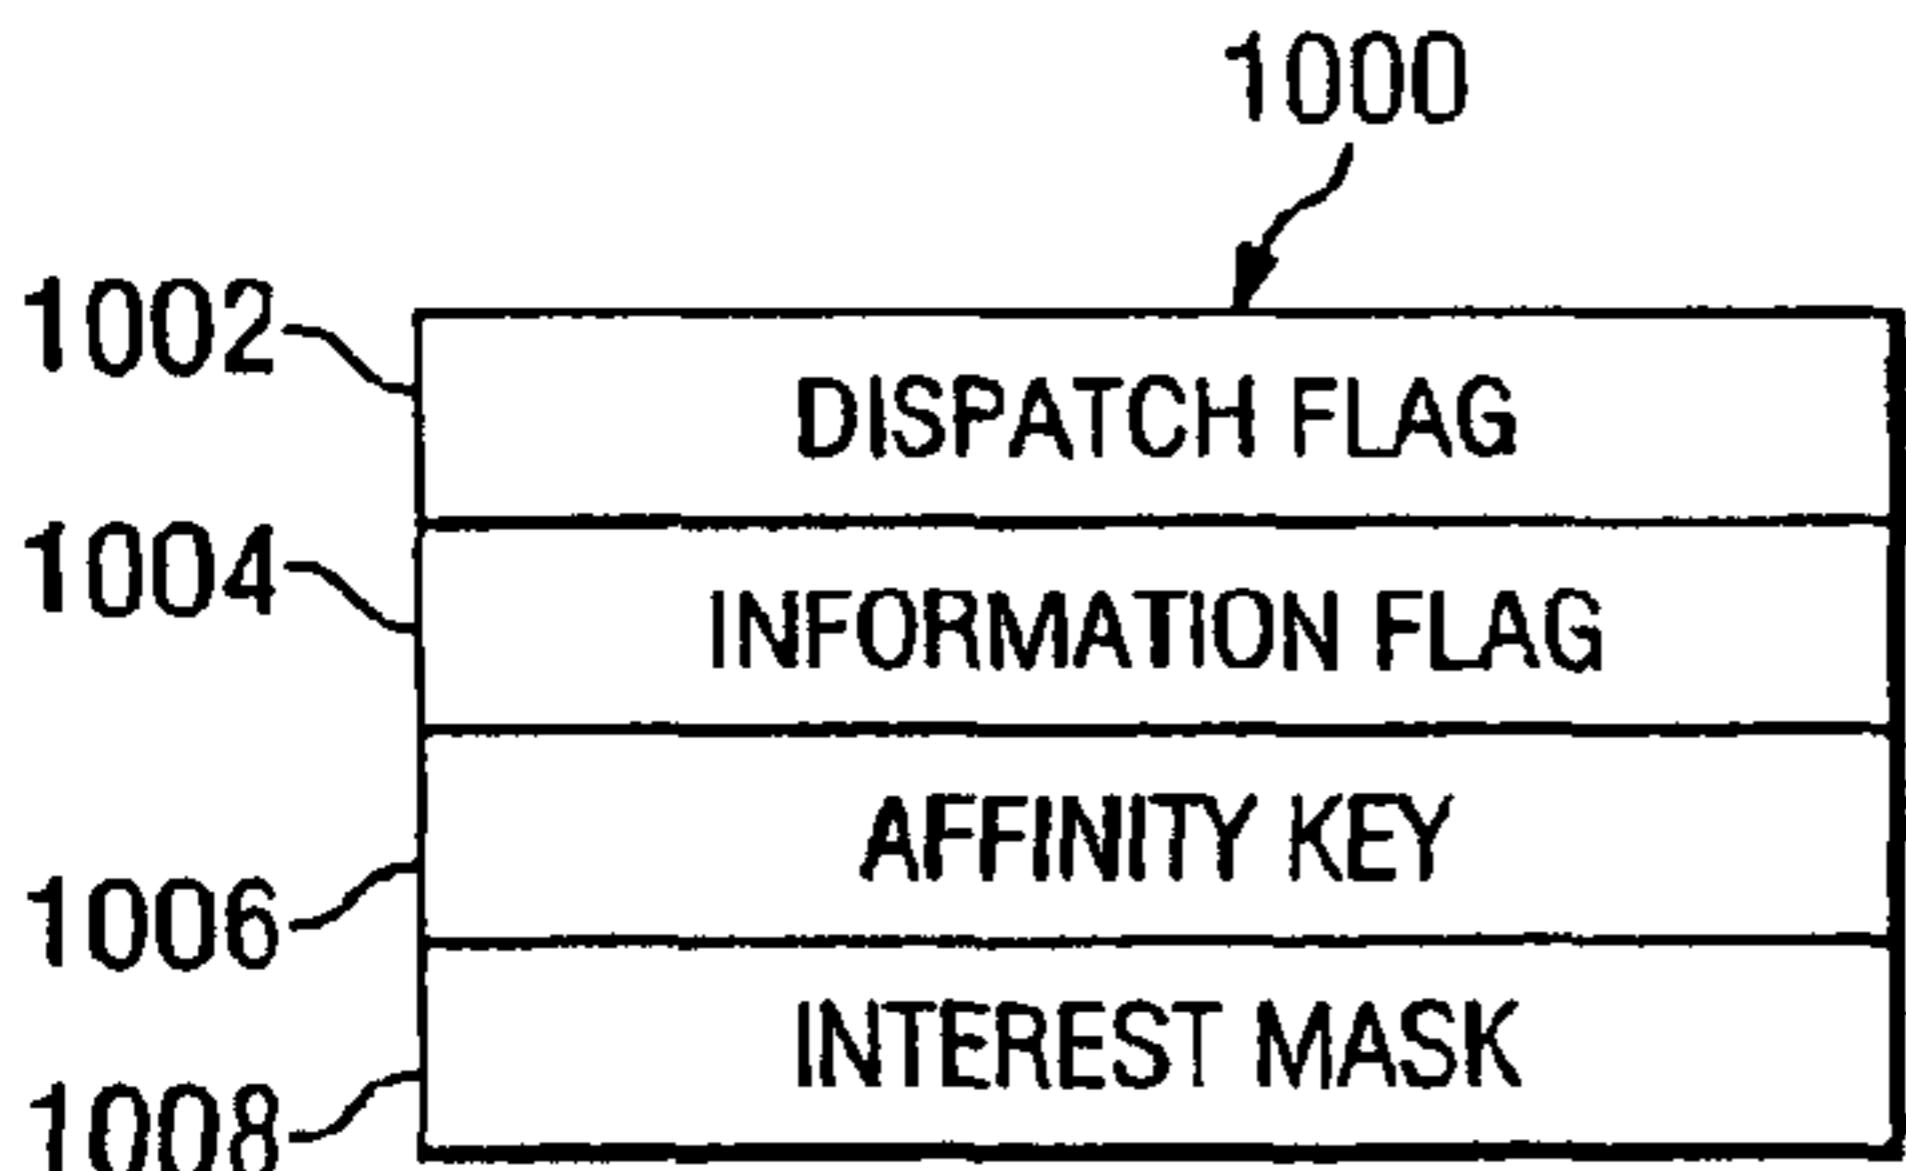 1000
1002
DISPATCH FLAG
1004
INFORMATION FLAG
1006
AFFINITY KEY
1008
INTEREST MASK